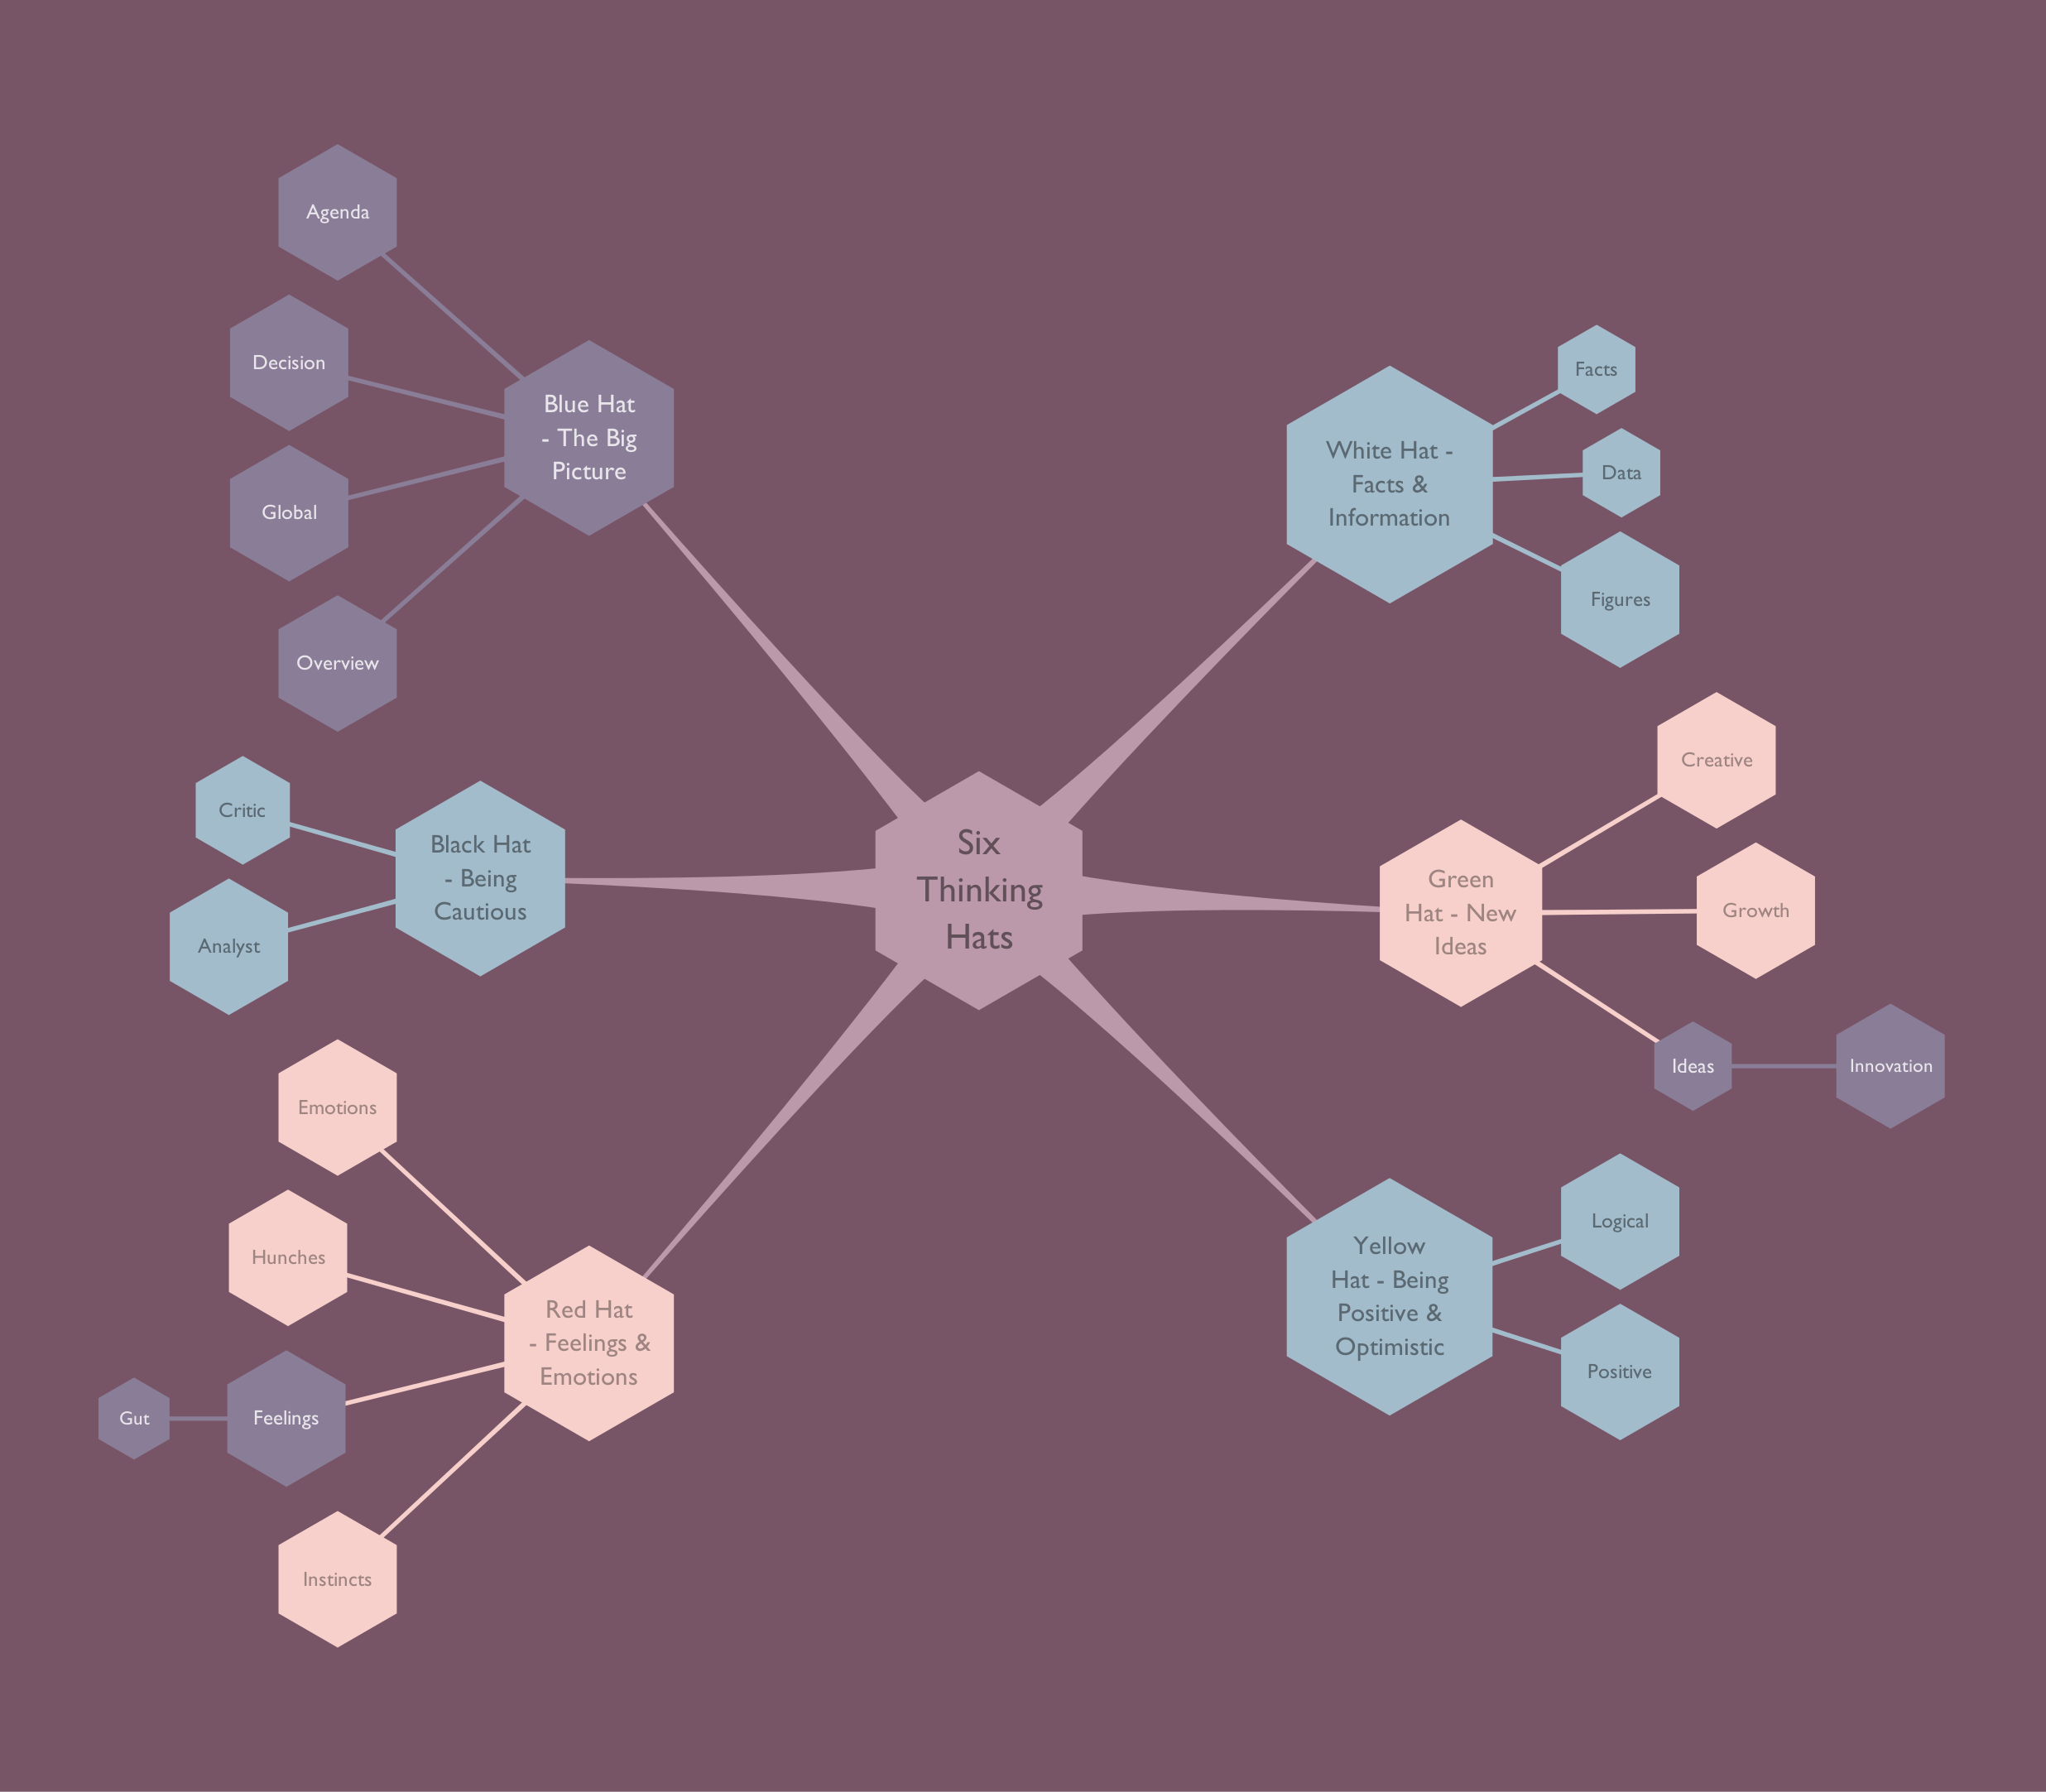 Six
Thinking
Hats
Blue Hat
- The Big
Picture
Agenda
Decision
Global
Overview
Black Hat
- Being
Cautious
Critic
Analyst
Red Hat
- Feelings &
Emotions
Emotions
Hunches
Feelings
Gut
Instincts
White Hat -
Facts &
Information
Facts
Data
Figures
Green
Hat - New
Ideas
Creative
Growth
Ideas
Innovation
Yellow
Hat - Being
Positive &
Optimistic
Logical
Positive